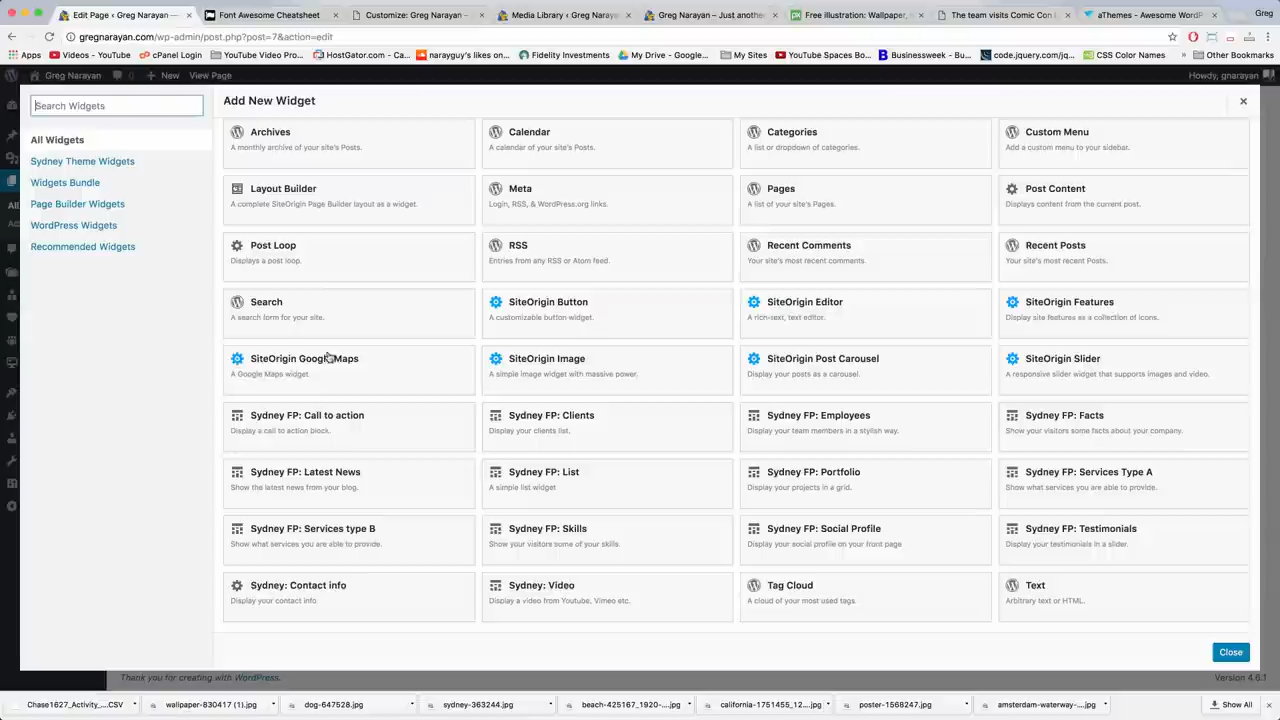 Edit Page ‹ Greg Narayan
Font Awesome Cheatsheet
Customize: Greg Narayan
Media Library ‹ Greg Narayan
Greg Narayan – Just anothe
Free illustration: Wallpaper,
The team visits Comic Con
aThemes - Awesome WordP
Greg
gregnarayan.com/wp-admin/post.php?post=7&action=edit
Apps
Videos - YouTube
cPanel Login
YouTube Video Pro...
HostGator.com - Ca...
narayguy's likes on...
Fidelity Investments
My Drive - Google...
My Sites
YouTube Spaces Bo...
Businessweek - Bu...
code.jquery.com/jq...
CSS Color Names
Other Bookmarks
Greg Narayan
0
New
View Page
Howdy, gnarayan
Search Widgets
All Widgets
Sydney Theme Widgets
Widgets Bundle
Page Builder Widgets
WordPress Widgets
Recommended Widgets
Add New Widget
Archives
A monthly archive of your site's Posts.
Calendar
A calendar of your site's Posts.
Categories
A list or dropdown of categories.
Custom Menu
Add a custom menu to your sidebar.
Layout Builder
A complete SiteOrigin Page Builder layout as a widget.
Meta
Login, RSS, & WordPress.org links.
Pages
A list of your site's Pages.
Post Content
Displays content from the current post.
Post Loop
Displays a post loop.
RSS
Entries from any RSS or Atom feed.
Recent Comments
Your site's most recent comments.
Recent Posts
Your site's most recent Posts.
Search
A search form for your site.
SiteOrigin Button
A customizable button widget.
SiteOrigin Editor
A rich-text, text editor.
SiteOrigin Features
Display site features as a collection of icons.
SiteOrigin Google Maps
A Google Maps widget.
SiteOrigin Image
A simple image widget with massive power.
SiteOrigin Post Carousel
Display your posts as a carousel.
SiteOrigin Slider
A responsive slider widget that supports images and video.
Sydney FP: Call to action
Display a call to action block.
Sydney FP: Clients
Display your clients list.
Sydney FP: Employees
Display your team members in a stylish way.
Sydney FP: Facts
Show your visitors some facts about your company.
Sydney FP: Latest News
Show the latest news from your blog.
Sydney FP: List
A simple list widget
Sydney FP: Portfolio
Display your projects in a grid.
Sydney FP: Services Type A
Show what services you are able to provide.
Sydney FP: Services type B
Show what services you are able to provide.
Sydney FP: Skills
Show your visitors some of your skills.
Sydney FP: Social Profile
Display your social profile on your front page
Sydney FP: Testimonials
Display your testimonials in a slider.
Sydney: Contact info
Display your contact info
Sydney: Video
Display a video from Youtube, Vimeo etc.
Tag Cloud
A cloud of your most used tags.
Text
Arbitrary text or HTML.
Close
Thank you for creating with WordPress.
Version 4.6.1
Chase1627_Activity_...CSV
wallpaper-830417 (1).jpg
dog-647528.jpg
sydney-363244.jpg
beach-425167_1920-...jpg
california-1751455_12...jpg
poster-1568247.jpg
amsterdam-waterway-...jpg
Show All